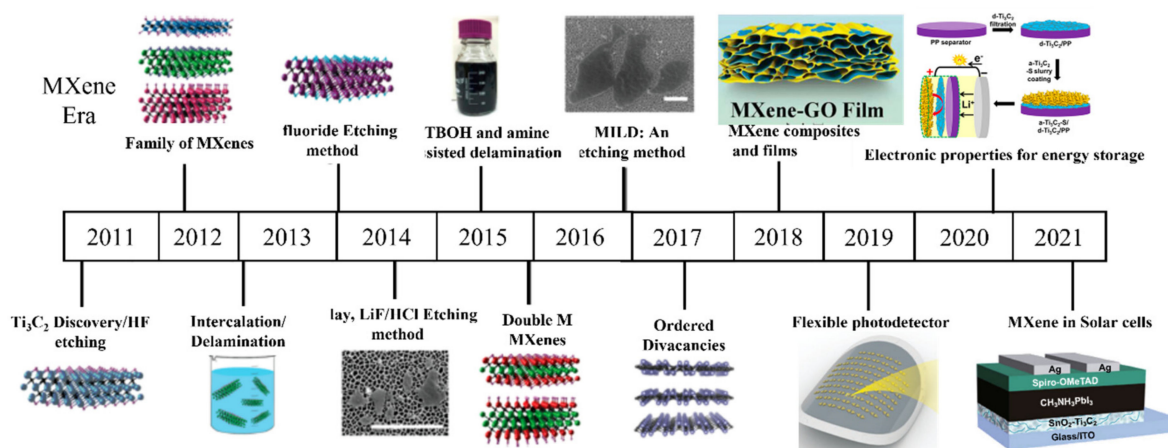 MXene
Era
Family of MXenes
fluoride Etching
method
TBOH and amine
ssisted delamination
MILD: An
etching method
MXene-GO Film
MXene composites
and films
PP separator
d-Ti₃C₂
filtration
d-Ti₃C₂/PP
a-Ti₃C₂
-S slurry
coating
a-Ti₃C₂-S/
d-Ti₃C₂/PP
+
e⁻
−
Li⁺
Electronic properties for energy storage
2011
2012
2013
2014
2015
2016
2017
2018
2019
2020
2021
Ti₃C₂ Discovery/HF
etching
Intercalation/
Delamination
lay, LiF/HCl Etching
method
Double M
MXenes
Ordered
Divacancies
Flexible photodetector
MXene in Solar cells
Ag
Ag
Spiro-OMeTAD
CH₃NH₃PbI₃
SnO₂-Ti₃C₂
Glass/ITO